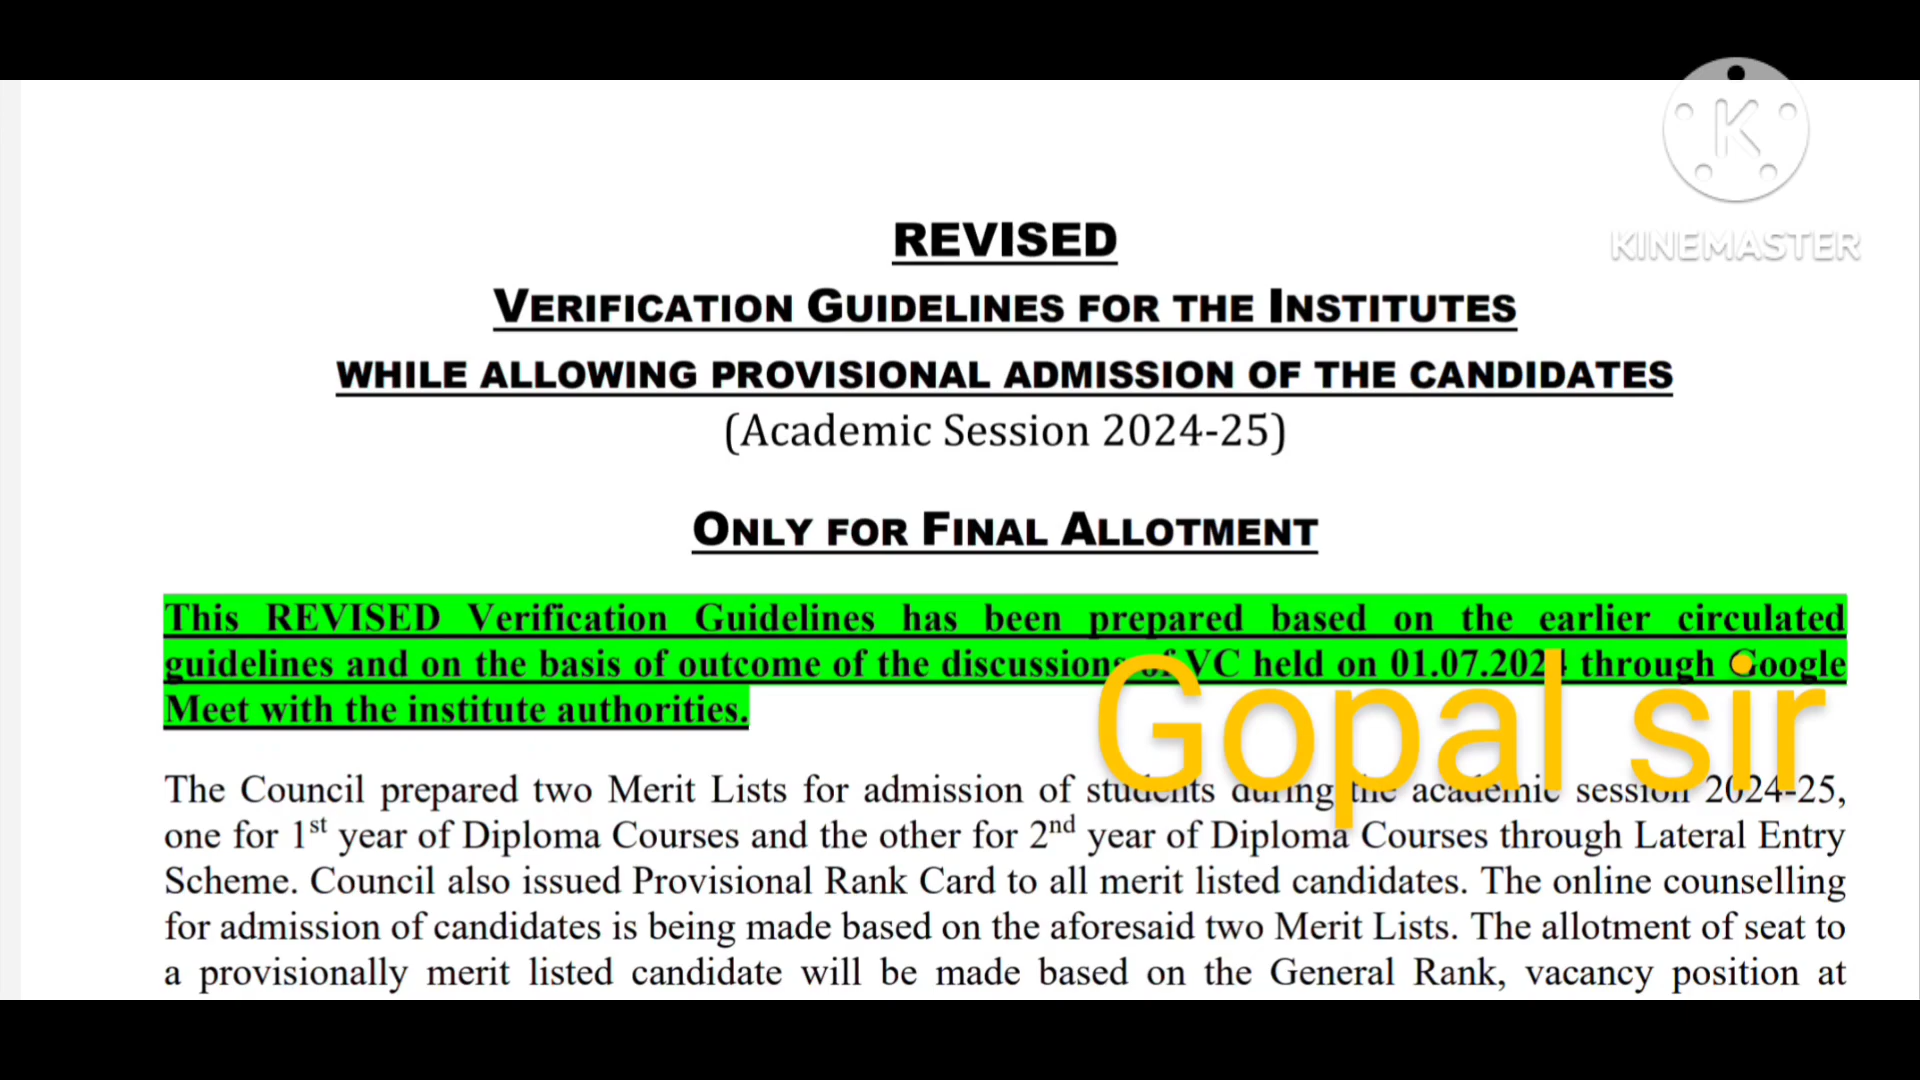 K
KINEMASTER
REVISED
VERIFICATION GUIDELINES FOR THE INSTITUTES
WHILE ALLOWING PROVISIONAL ADMISSION OF THE CANDIDATES
(Academic Session 2024-25)
ONLY FOR FINAL ALLOTMENT
This REVISED Verification Guidelines has been prepared based on the earlier circulated
guidelines and on the basis of outcome of the discussions of VC held on 01.07.2024 through Google
Meet with the institute authorities.
Gopal sir
The Council prepared two Merit Lists for admission of students during the academic session 2024-25,
one for 1st year of Diploma Courses and the other for 2nd year of Diploma Courses through Lateral Entry
Scheme. Council also issued Provisional Rank Card to all merit listed candidates. The online counselling
for admission of candidates is being made based on the aforesaid two Merit Lists. The allotment of seat to
a provisionally merit listed candidate will be made based on the General Rank, vacancy position at